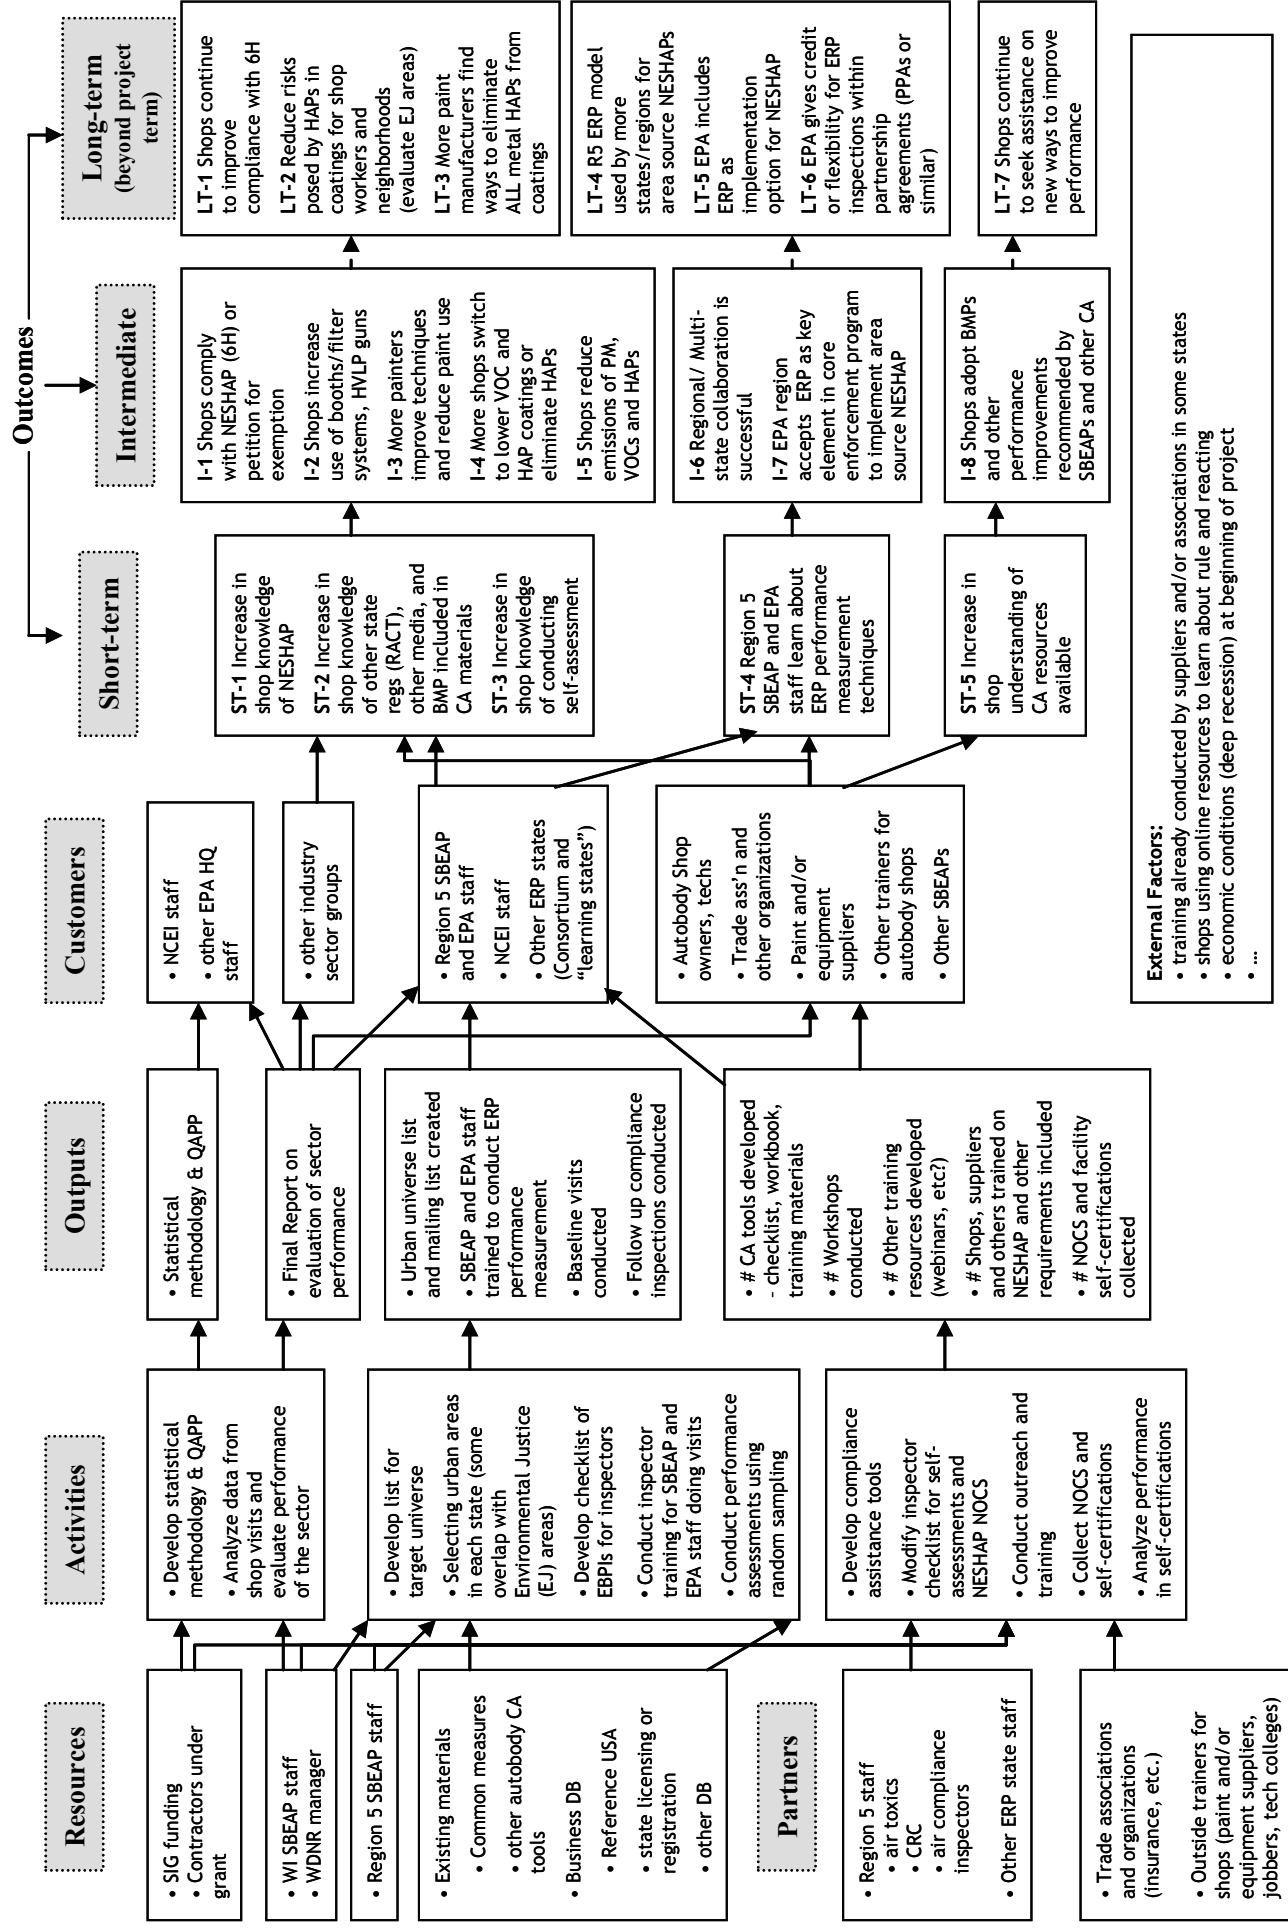 Outcomes
Resources
Activities
Outputs
Customers
Short-term
Intermediate
Long-term
(beyond project
term)
• SIG funding
• Contractors under
grant
• WI SBEAP staff
• WDNR manager
• Region 5 SBEAP staff
• Existing materials
• Common measures
• other autobody CA
tools
• Business DB
• Reference USA
• state licensing or
registration
• other DB
Partners
• Region 5 staff
• air toxics
• CRC
• air compliance
inspectors
• Other ERP state staff
• Trade associations
and organizations
(insurance, etc.)
• Outside trainers for
shops (paint and/or
equipment suppliers,
jobbers, tech colleges)
• Develop statistical
methodology & QAPP
• Analyze data from
shop visits and
evaluate performance
of the sector
• Develop list for
target universe
• Selecting urban areas
in each state (some
overlap with
Environmental Justice
(EJ) areas)
• Develop checklist of
EBPIs for inspectors
• Conduct inspector
training for SBEAP and
EPA staff doing visits
• Conduct performance
assessments using
random sampling
• Develop compliance
assistance tools
• Modify inspector
checklist for self-
assessments and
NESHAP NOCS
• Conduct outreach and
training
• Collect NOCS and
self-certifications
• Analyze performance
in self-certifications
• Statistical
methodology & QAPP
• Final Report on
evaluation of sector
performance
• Urban universe list
and mailing list created
• SBEAP and EPA staff
trained to conduct ERP
performance
measurement
• Baseline visits
conducted
• Follow up compliance
inspections conducted
• # CA tools developed
- checklist, workbook,
training materials
• # Workshops
conducted
• # Other training
resources developed
(webinars, etc?)
• # Shops, suppliers
and others trained on
NESHAP and other
requirements included
• # NOCS and facility
self-certifications
collected
• NCEI staff
• other EPA HQ
staff
• other industry
sector groups
• Region 5 SBEAP
and EPA staff
• NCEI staff
• Other ERP states
(Consortium and
“learning states”)
• Autobody Shop
owners, techs
• Trade ass'n and
other organizations
• Paint and/or
equipment
suppliers
• Other trainers for
autobody shops
• Other SBEAPs
ST-1 Increase in
shop knowledge
of NESHAP
ST-2 Increase in
shop knowledge
of other state
regs (RACT),
other media, and
BMP included in
CA materials
ST-3 Increase in
shop knowledge
of conducting
self-assessment
ST-4 Region 5
SBEAP and EPA
staff learn about
ERP performance
measurement
techniques
ST-5 Increase in
shop
understanding of
CA resources
available
I-1 Shops comply
with NESHAP (6H) or
petition for
exemption
I-2 Shops increase
use of booths/filter
systems, HVLP guns
I-3 More painters
improve techniques
and reduce paint use
I-4 More shops switch
to lower VOC and
HAP coatings or
eliminate HAPs
I-5 Shops reduce
emissions of PM,
VOCs and HAPs
I-6 Regional/ Multi-
state collaboration is
successful
I-7 EPA region
accepts ERP as key
element in core
enforcement program
to implement area
source NESHAP
I-8 Shops adopt BMPs
and other
performance
improvements
recommended by
SBEAPs and other CA
LT-1 Shops continue
to improve
compliance with 6H
LT-2 Reduce risks
posed by HAPs in
coatings for shop
workers and
neighborhoods
(evaluate EJ areas)
LT-3 More paint
manufacturers find
ways to eliminate
ALL metal HAPs from
coatings
LT-4 R5 ERP model
used by more
states/regions for
area source NESHAPs
LT-5 EPA includes
ERP as
implementation
option for NESHAP
LT-6 EPA gives credit
or flexibility for ERP
inspections within
partnership
agreements (PPAs or
similar)
LT-7 Shops continue
to seek assistance on
new ways to improve
performance
External Factors:
• training already conducted by suppliers and/or associations in some states
• shops using online resources to learn about rule and reacting
• economic conditions (deep recession) at beginning of project
• ...